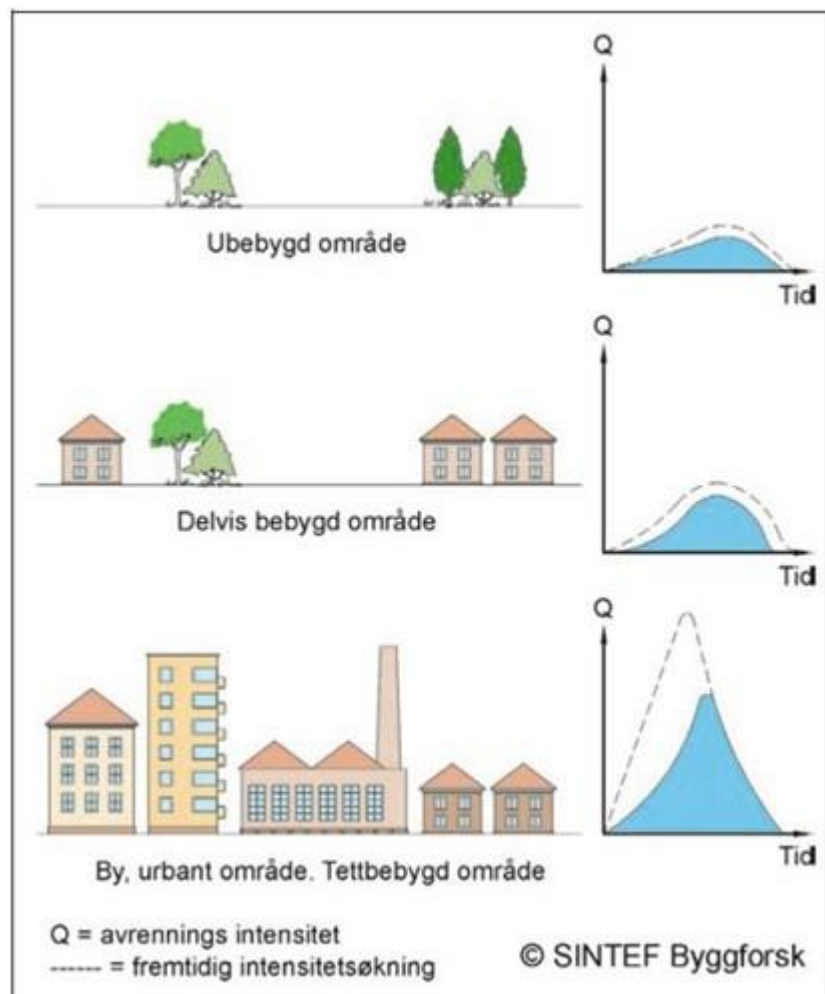 Q
Ubebygd område
Tid
Q
Delvis bebygd område
Tid
Q
By, urbant område. Tettbebygd område
Tid
Q = avrennings intensitet
------ = fremtidig intensitetsøkning
© SINTEF Byggforsk